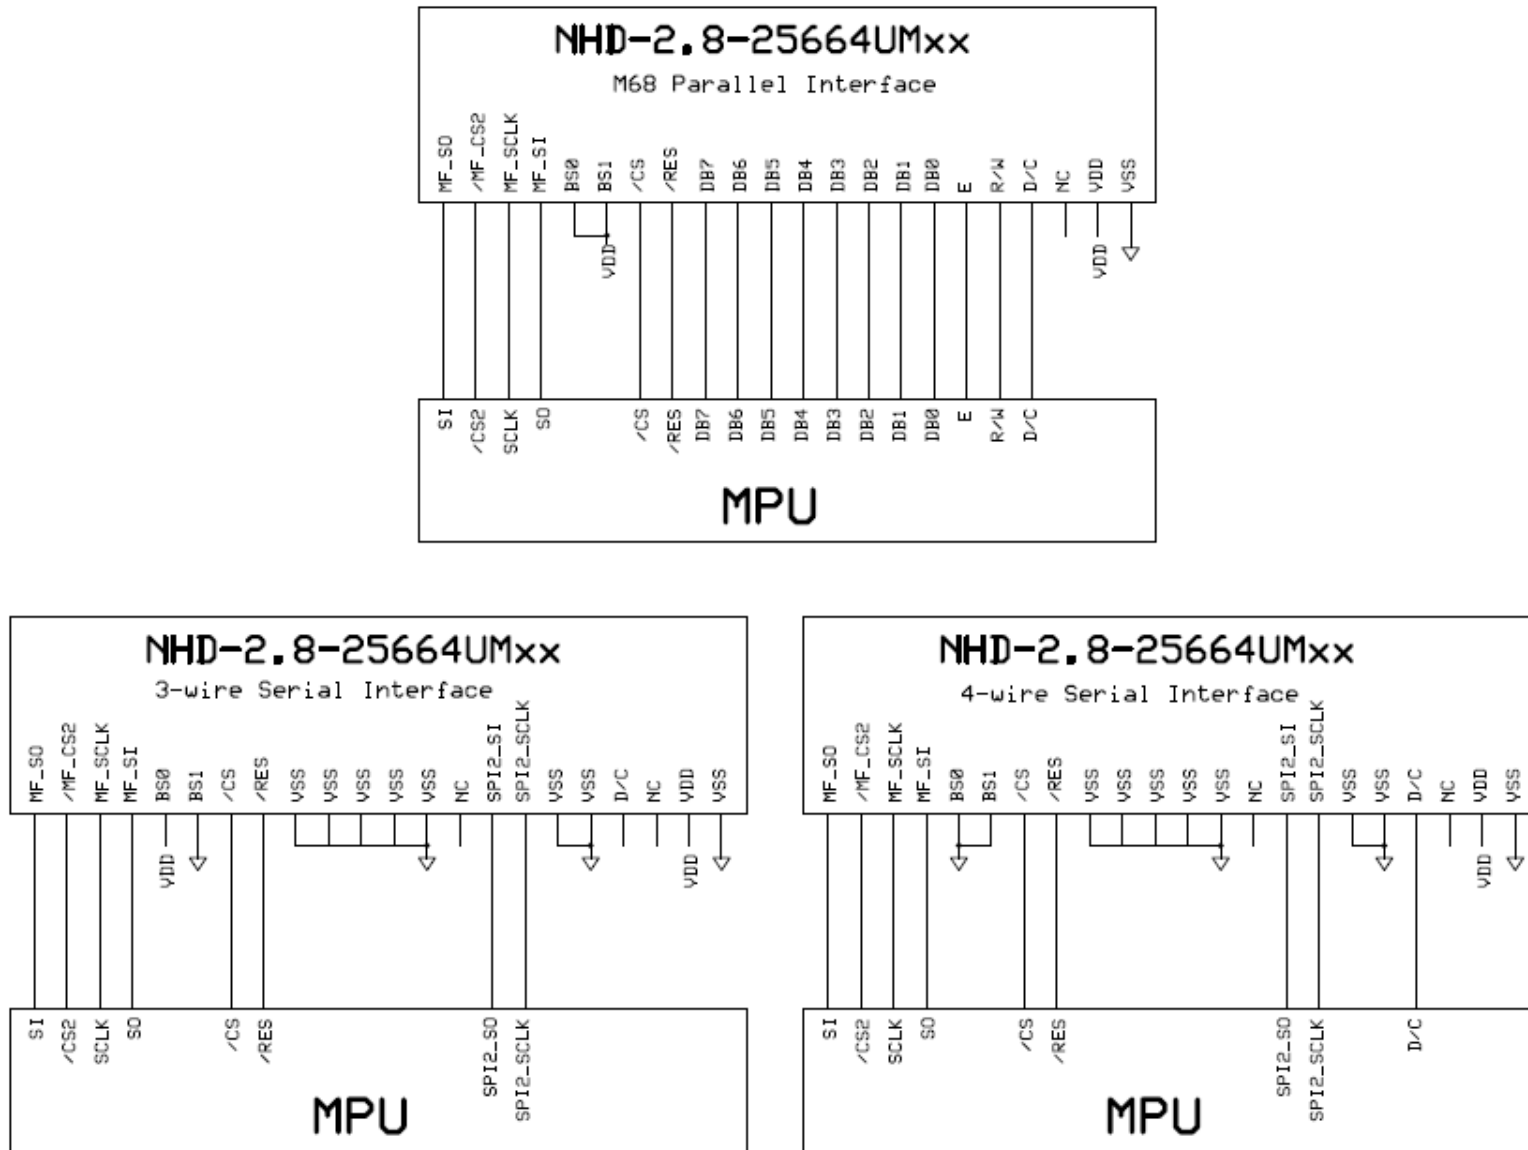 NHD-2.8-25664UMxx
M68 Parallel Interface
MF_SO /MF_CS2 MF_SCLK MF_SI BS0 BS1 /CS /RES DB7 DB6 DB5 DB4 DB3 DB2 DB1 DB0 E R/W D/C NC VDD VSS
VDD VDD
SI /CS2 SCLK SO /CS /RES DB7 DB6 DB5 DB4 DB3 DB2 DB1 DB0 E R/W D/C
MPU
NHD-2.8-25664UMxx
3-wire Serial Interface
MF_SO /MF_CS2 MF_SCLK MF_SI BS0 BS1 /CS /RES VSS VSS VSS VSS VSS NC SPI2_SI SPI2_SCLK VSS VSS D/C NC VDD VSS
VDD VDD
SI /CS2 SCLK SO /CS /RES SPI2_SO SPI2_SCLK
MPU
NHD-2.8-25664UMxx
4-wire Serial Interface
MF_SO /MF_CS2 MF_SCLK MF_SI BS0 BS1 /CS /RES VSS VSS VSS VSS VSS NC SPI2_SI SPI2_SCLK VSS VSS D/C NC VDD VSS
VDD
SI /CS2 SCLK SO /CS /RES SPI2_SO SPI2_SCLK D/C
MPU